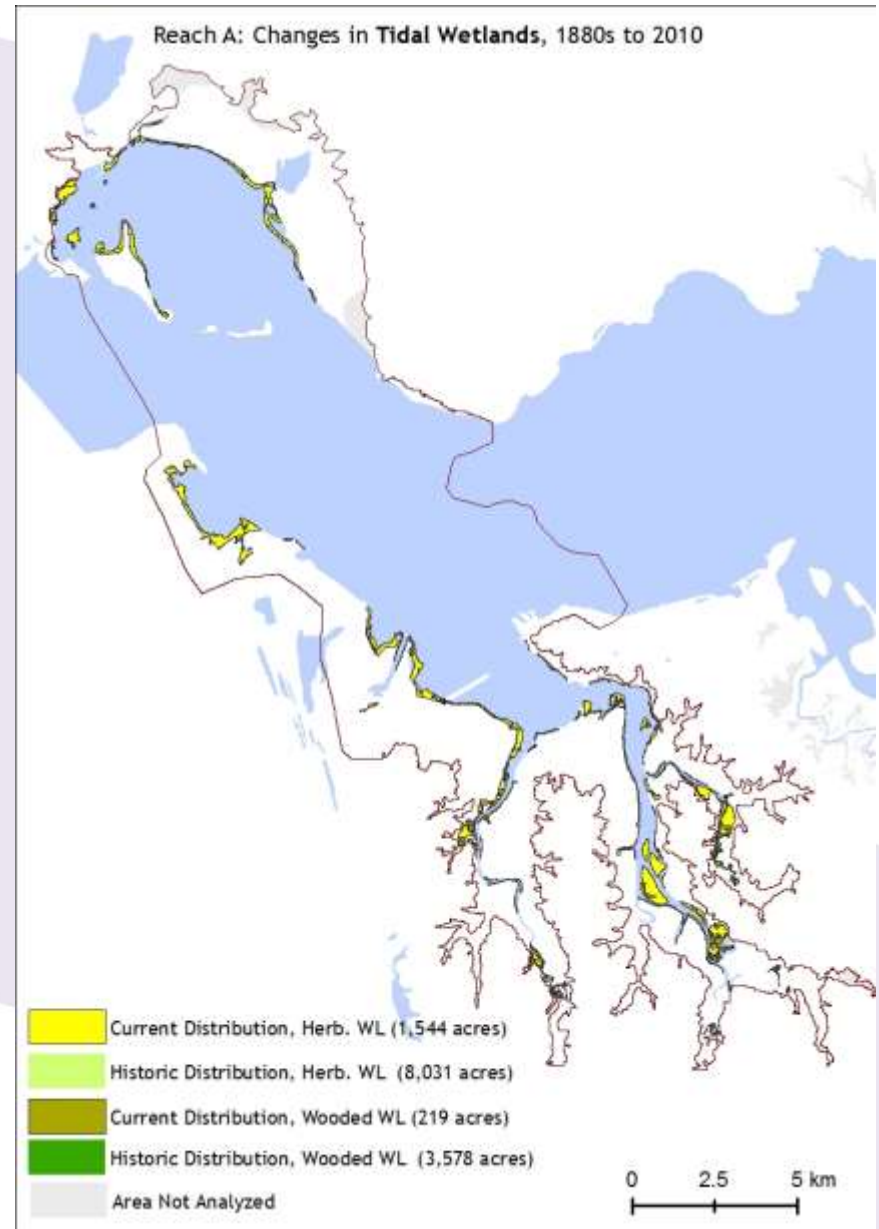 Reach A: Changes in Tidal Wetlands, 1880s to 2010
Current Distribution, Herb. WL (1,544 acres)
Historic Distribution, Herb. WL (8,031 acres)
Current Distribution, Wooded WL (219 acres)
Historic Distribution, Wooded WL (3,578 acres)
Area Not Analyzed
0 2.5 5 km